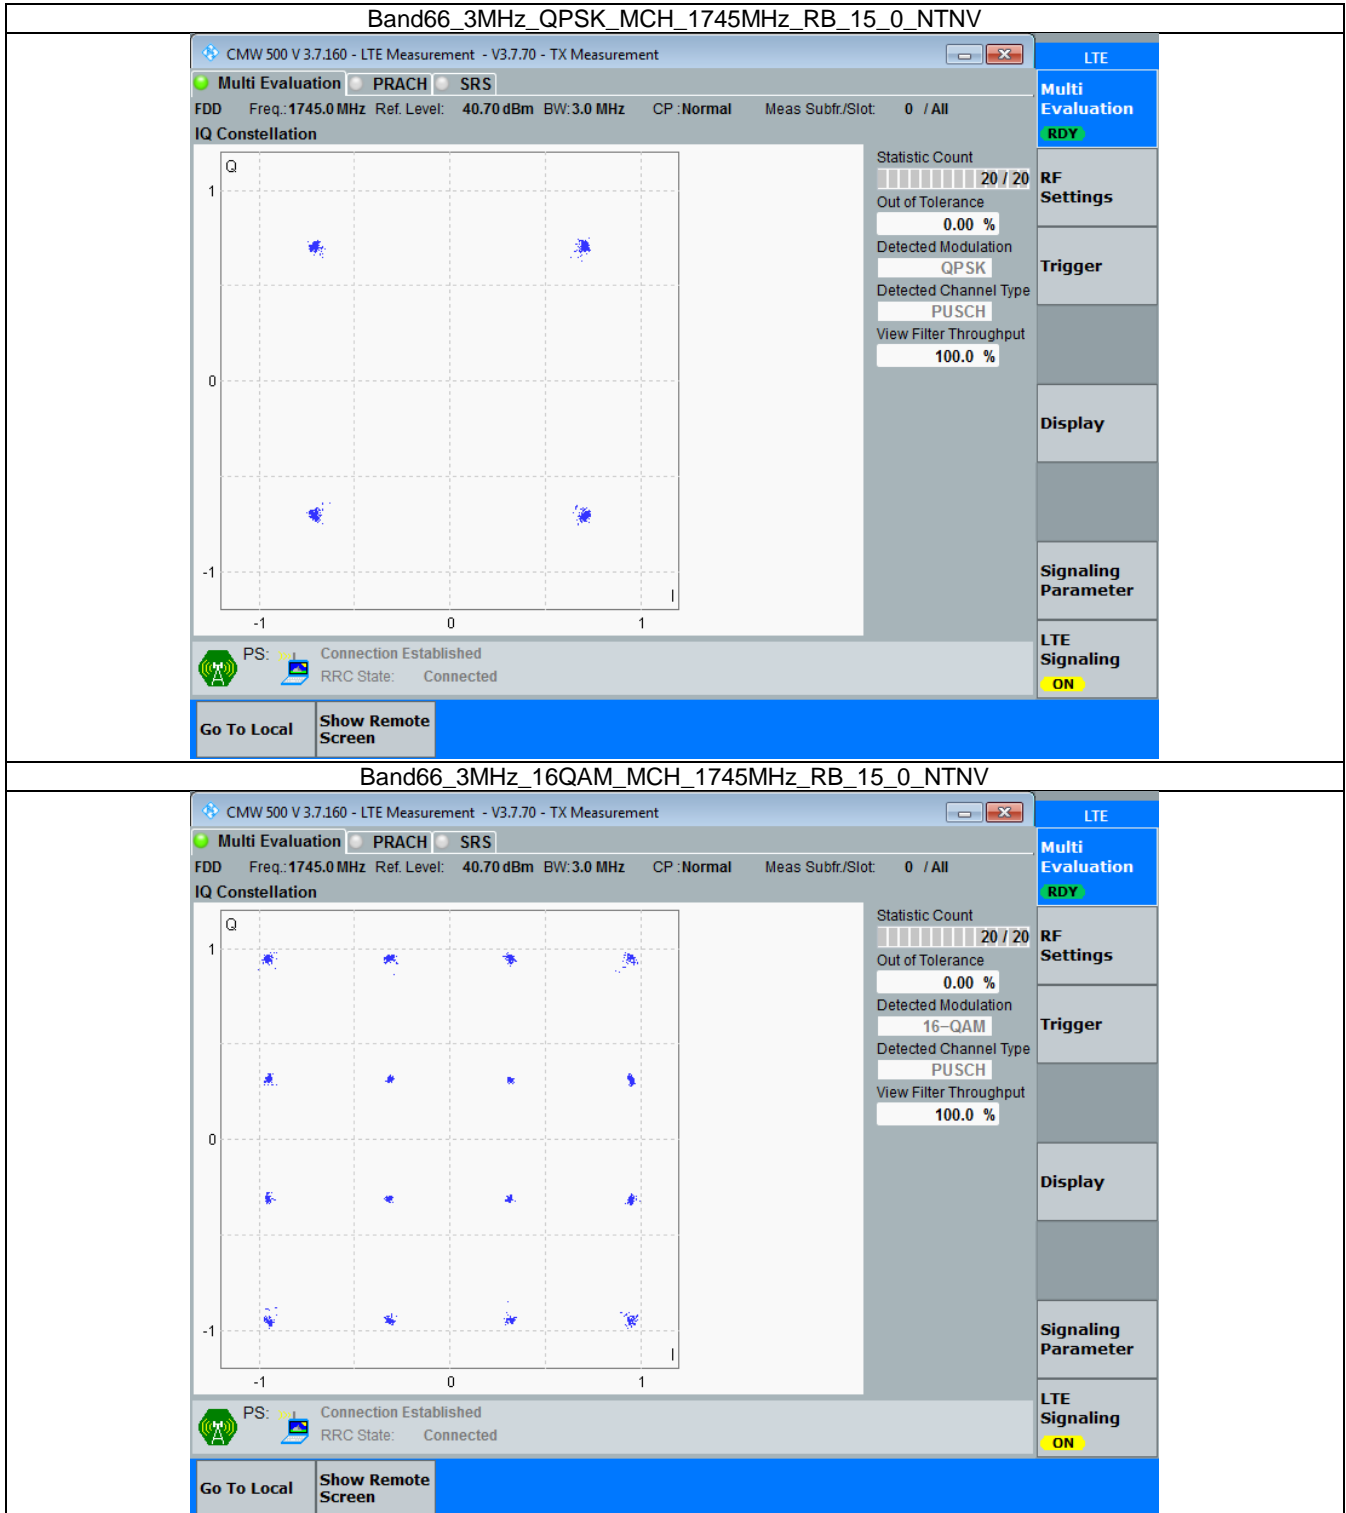 Band66_3MHz_QPSK_MCH_1745MHz_RB_15_0_NTNV
CMW 500 V 3.7.160 - LTE Measurement - V3.7.70 - TX Measurement
LTE
Multi Evaluation PRACH SRS
Multi
Evaluation
RDY
FDD Freg.:1745.0 MHz Ref. Level: 40.70 dBm BW:3.0 MHz CP :Normal Meas Subfr./Slot: 0 / All
IQ Constellation
Q
1
0
-1
I
-1 0 1
Statistic Count
20 / 20
Out of Tolerance
0.00 %
Detected Modulation
QPSK
Detected Channel Type
PUSCH
View Filter Throughput
100.0 %
RF
Settings
Trigger
Display
Signaling
Parameter
LTE
Signaling
ON
PS: Connection Established
RRC State: Connected
Go To Local
Show Remote
Screen
Band66_3MHz_16QAM_MCH_1745MHz_RB_15_0_NTNV
CMW 500 V 3.7.160 - LTE Measurement - V3.7.70 - TX Measurement
LTE
Multi Evaluation PRACH SRS
Multi
Evaluation
RDY
FDD Freg.:1745.0 MHz Ref. Level: 40.70 dBm BW:3.0 MHz CP :Normal Meas Subfr./Slot: 0 / All
IQ Constellation
Q
1
0
-1
I
-1 0 1
Statistic Count
20 / 20
Out of Tolerance
0.00 %
Detected Modulation
16-QAM
Detected Channel Type
PUSCH
View Filter Throughput
100.0 %
RF
Settings
Trigger
Display
Signaling
Parameter
LTE
Signaling
ON
PS: Connection Established
RRC State: Connected
Go To Local
Show Remote
Screen